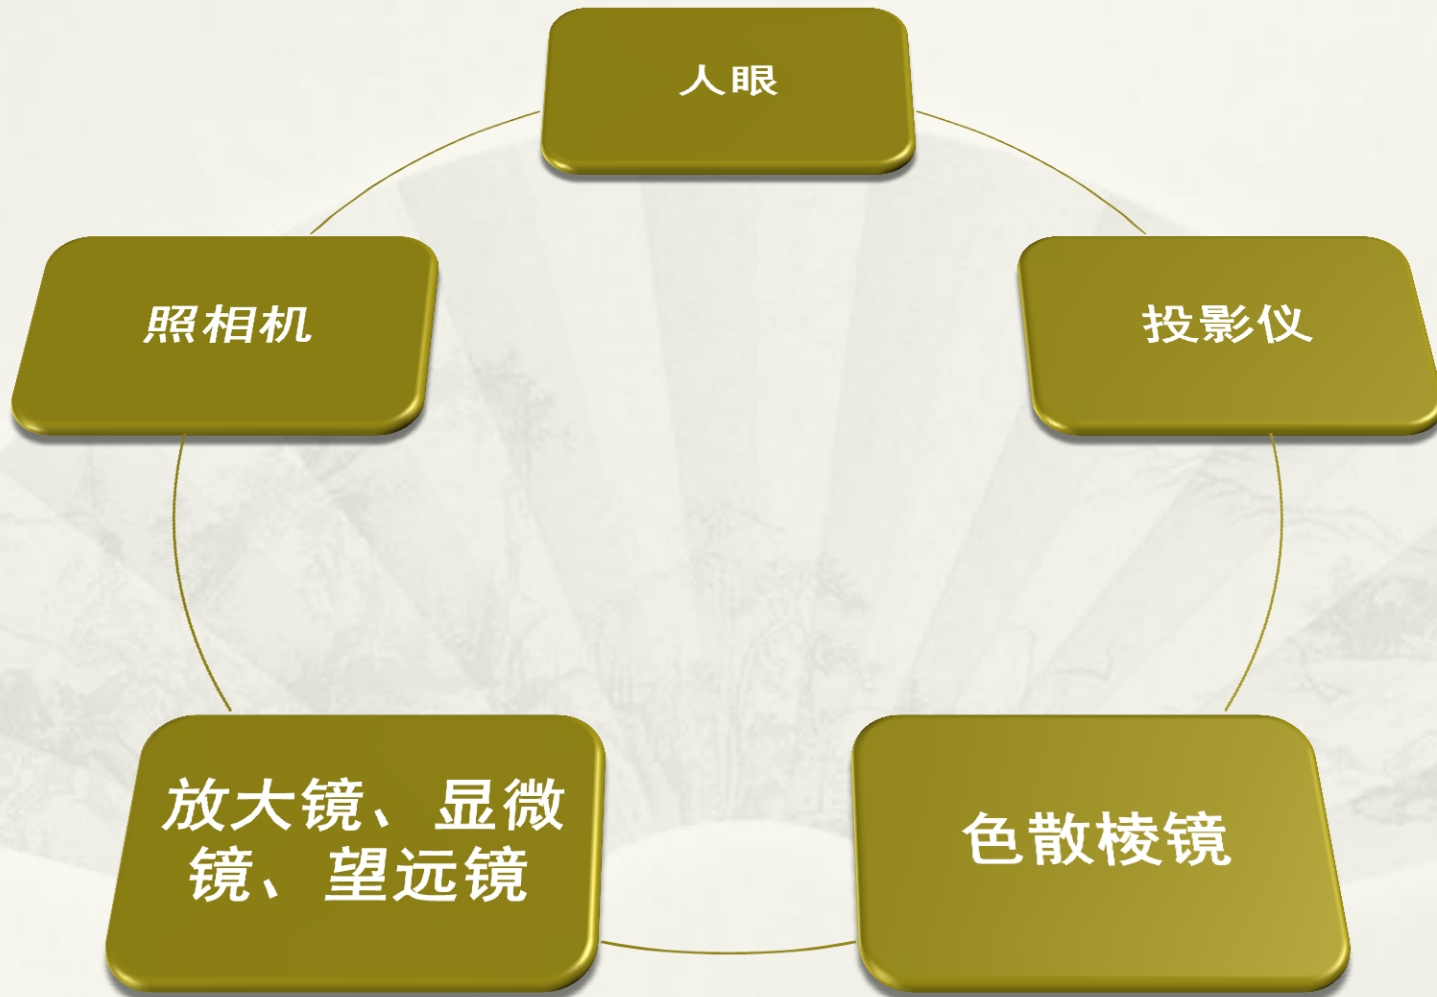 人眼
照相机
投影仪
放大镜、显微
镜、望远镜
色散棱镜